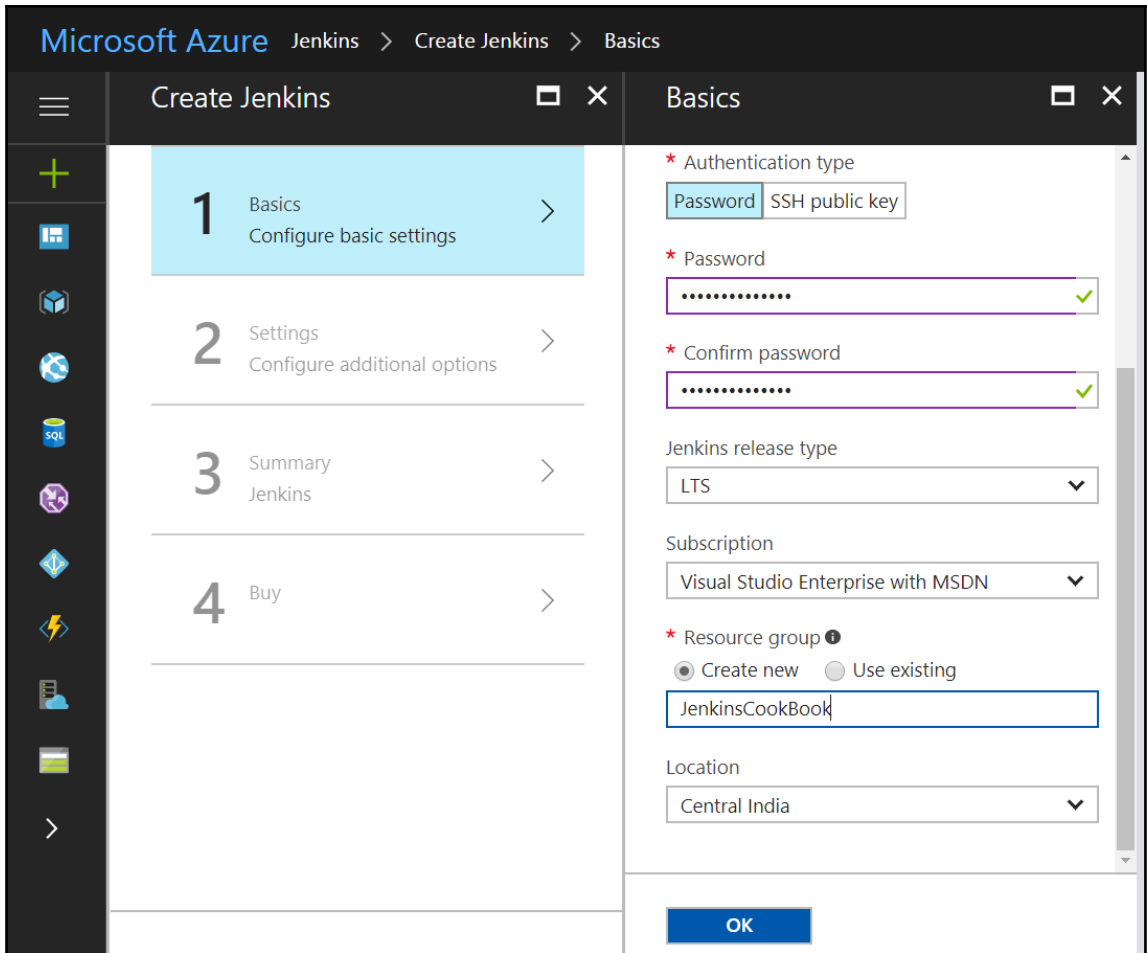 Microsoft Azure Jenkins > Create Jenkins > Basics
Create Jenkins
1
Basics
Configure basic settings
2
Settings
Configure additional options
3
Summary
Jenkins
4
Buy
SQL
Basics
* Authentication type
Password SSH public key
* Password
••••••••••••••
* Confirm password
••••••••••••••
Jenkins release type
LTS
Subscription
Visual Studio Enterprise with MSDN
* Resource group
Create new Use existing
JenkinsCookBook
Location
Central India
OK